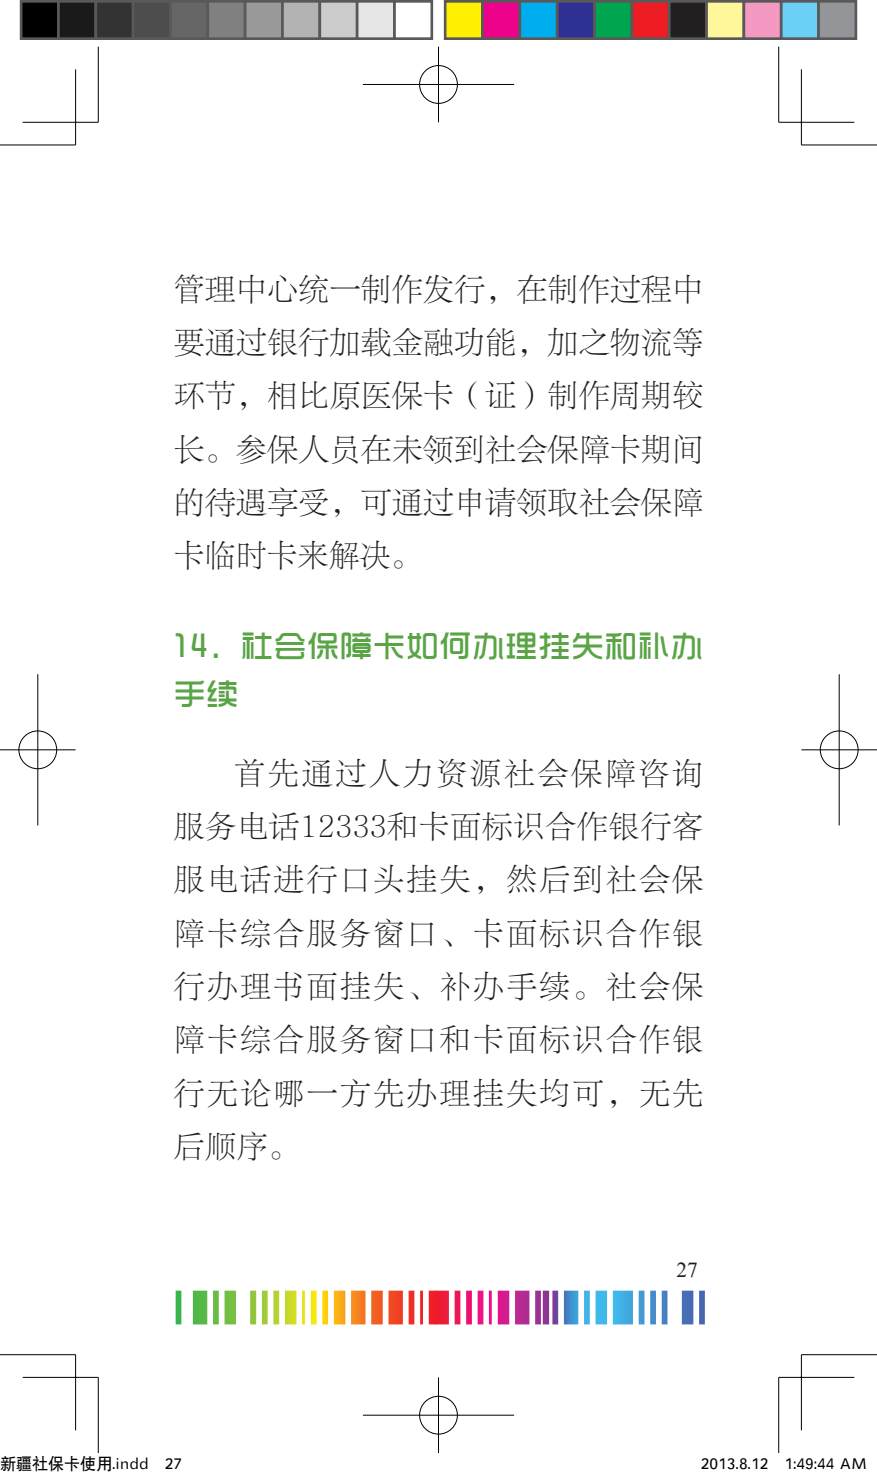 管理中心统一制作发行，在制作过程中
要通过银行加载金融功能，加之物流等
环节，相比原医保卡（证）制作周期较
长。参保人员在未领到社会保障卡期间
的待遇享受，可通过申请领取社会保障
卡临时卡来解决。
14．社会保障卡如何办理挂失和补办
手续
首先通过人力资源社会保障咨询
服务电话12333和卡面标识合作银行客
服电话进行口头挂失，然后到社会保
障卡综合服务窗口、卡面标识合作银
行办理书面挂失、补办手续。社会保
障卡综合服务窗口和卡面标识合作银
行无论哪一方先办理挂失均可，无先
后顺序。
27
新疆社保卡使用.indd 27
2013.8.12 1:49:44 AM